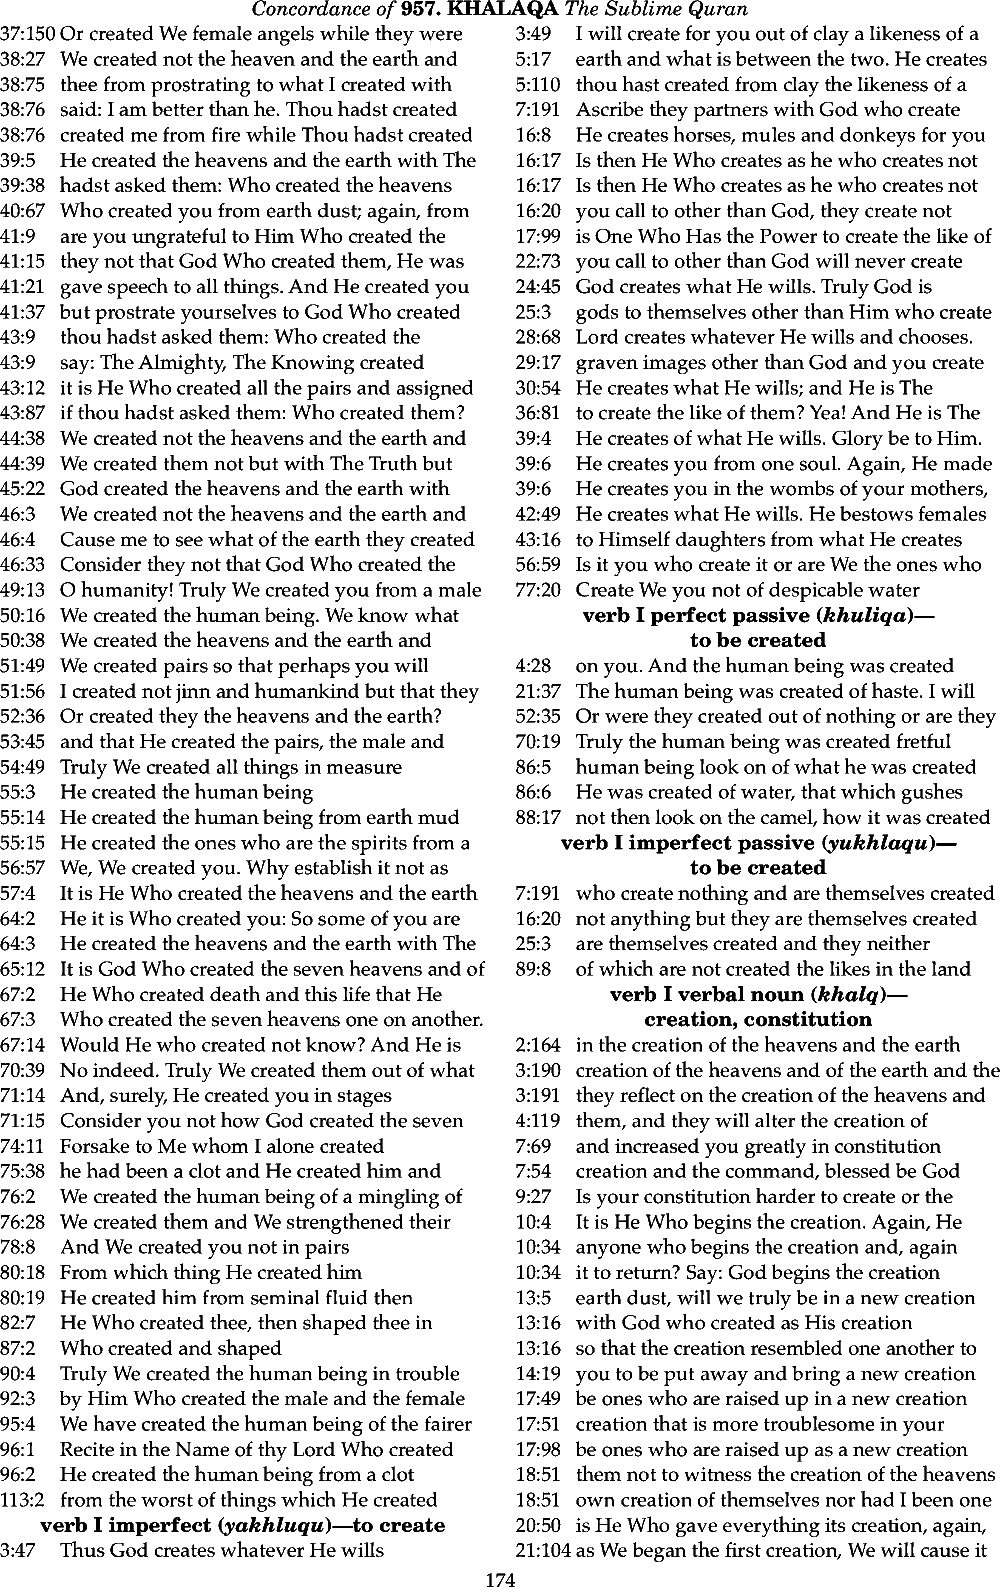 Concordance of 957. KHALAQA The Sublime Quran
37:150 Or created We female angels while they were
38:27 We created not the heaven and the earth and
38:75 thee from prostrating to what I created with
38:76 said: I am better than he. Thou hadst created
38:76 created me from fire while Thou hadst created
39:5 He created the heavens and the earth with The
39:38 hadst asked them: Who created the heavens
40:67 Who created you from earth dust; again, from
41:9 are you ungrateful to Him Who created the
41:15 they not that God Who created them, He was
41:21 gave speech to all things. And He created you
41:37 but prostrate yourselves to God Who created
43:9 thou hadst asked them: Who created the
43:9 say: The Almighty, The Knowing created
43:12 it is He Who created all the pairs and assigned
43:87 if thou hadst asked them: Who created them?
44:38 We created not the heavens and the earth and
44:39 We created them not but with The Truth but
45:22 God created the heavens and the earth with
46:3 We created not the heavens and the earth and
46:4 Cause me to see what of the earth they created
46:33 Consider they not that God Who created the
49:13 O humanity! Truly We created you from a male
50:16 We created the human being. We know what
50:38 We created the heavens and the earth and
51:49 We created pairs so that perhaps you will
51:56 I created not jinn and humankind but that they
52:36 Or created they the heavens and the earth?
53:45 and that He created the pairs, the male and
54:49 Truly We created all things in measure
55:3 He created the human being
55:14 He created the human being from earth mud
55:15 He created the ones who are the spirits from a
56:57 We, We created you. Why establish it not as
57:4 It is He Who created the heavens and the earth
64:2 He it is Who created you: So some of you are
64:3 He created the heavens and the earth with The
65:12 It is God Who created the seven heavens and of
67:2 He Who created death and this life that He
67:3 Who created the seven heavens one on another.
67:14 Would He who created not know? And He is
70:39 No indeed. Truly We created them out of what
71:14 And, surely, He created you in stages
71:15 Consider you not how God created the seven
74:11 Forsake to Me whom I alone created
75:38 he had been a clot and He created him and
76:2 We created the human being of a mingling of
76:28 We created them and We strengthened their
78:8 And We created you not in pairs
80:18 From which thing He created him
80:19 He created him from seminal fluid then
82:7 He Who created thee, then shaped thee in
87:2 Who created and shaped
90:4 Truly We created the human being in trouble
92:3 by Him Who created the male and the female
95:4 We have created the human being of the fairer
96:1 Recite in the Name of thy Lord Who created
96:2 He created the human being from a clot
113:2 from the worst of things which He created
verb I imperfect (yakhluqu)—to create
3:47 Thus God creates whatever He wills
3:49 I will create for you out of clay a likeness of a
5:17 earth and what is between the two. He creates
5:110 thou hast created from clay the likeness of a
7:191 Ascribe they partners with God who create
16:8 He creates horses, mules and donkeys for you
16:17 Is then He Who creates as he who creates not
16:17 Is then He Who creates as he who creates not
16:20 you call to other than God, they create not
17:99 is One Who Has the Power to create the like of
22:73 you call to other than God will never create
24:45 God creates what He wills. Truly God is
25:3 gods to themselves other than Him who create
28:68 Lord creates whatever He wills and chooses.
29:17 graven images other than God and you create
30:54 He creates what He wills; and He is The
36:81 to create the like of them? Yea! And He is The
39:4 He creates of what He wills. Glory be to Him.
39:6 He creates you from one soul. Again, He made
39:6 He creates you in the wombs of your mothers,
42:49 He creates what He wills. He bestows females
43:16 to Himself daughters from what He creates
56:59 Is it you who create it or are We the ones who
77:20 Create We you not of despicable water
verb I perfect passive (khuliqa)—
to be created
4:28 on you. And the human being was created
21:37 The human being was created of haste. I will
52:35 Or were they created out of nothing or are they
70:19 Truly the human being was created fretful
86:5 human being look on of what he was created
86:6 He was created of water, that which gushes
88:17 not then look on the camel, how it was created
verb I imperfect passive (yukhlaqu)—
to be created
7:191 who create nothing and are themselves created
16:20 not anything but they are themselves created
25:3 are themselves created and they neither
89:8 of which are not created the likes in the land
verb I verbal noun (khalq)—
creation, constitution
2:164 in the creation of the heavens and the earth
3:190 creation of the heavens and of the earth and the
3:191 they reflect on the creation of the heavens and
4:119 them, and they will alter the creation of
7:69 and increased you greatly in constitution
7:54 creation and the command, blessed be God
9:27 Is your constitution harder to create or the
10:4 It is He Who begins the creation. Again, He
10:34 anyone who begins the creation and, again
10:34 it to return? Say: God begins the creation
13:5 earth dust, will we truly be in a new creation
13:16 with God who created as His creation
13:16 so that the creation resembled one another to
14:19 you to be put away and bring a new creation
17:49 be ones who are raised up in a new creation
17:51 creation that is more troublesome in your
17:98 be ones who are raised up as a new creation
18:51 them not to witness the creation of the heavens
18:51 own creation of themselves nor had I been one
20:50 is He Who gave everything its creation, again,
21:104 as We began the first creation, We will cause it
174